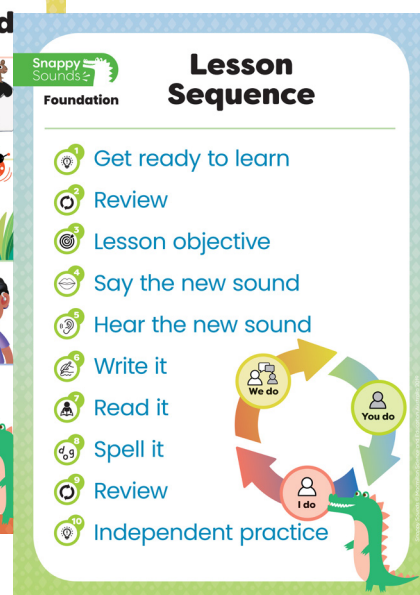 d
Snappy
Sounds
Foundation
Lesson
Sequence
1 Get ready to learn
2 Review
3 Lesson objective
4 Say the new sound
5 Hear the new sound
6 Write it
7 Read it
8 dog Spell it
9 Review
10 Independent practice
We do
You do
I do